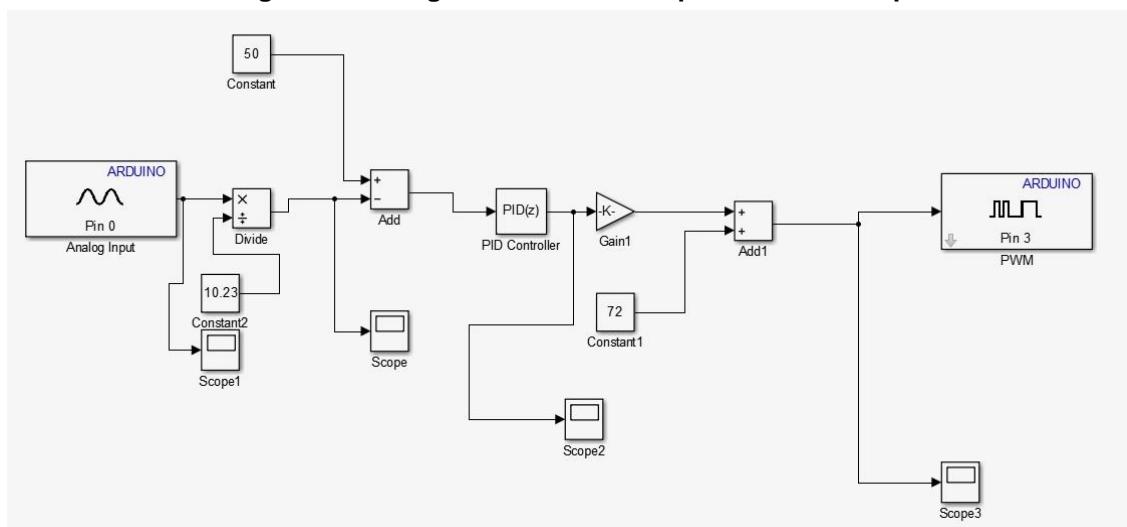 50
Constant
ARDUINO
Pin 0
Analog Input
×
÷
Divide
10.23
Constant2
Scope1
+
−
Add
Scope
PID(z)
PID Controller
-K-
Gain1
72
Constant1
+
+
Add1
Scope2
ARDUINO
Pin 3
PWM
Scope3